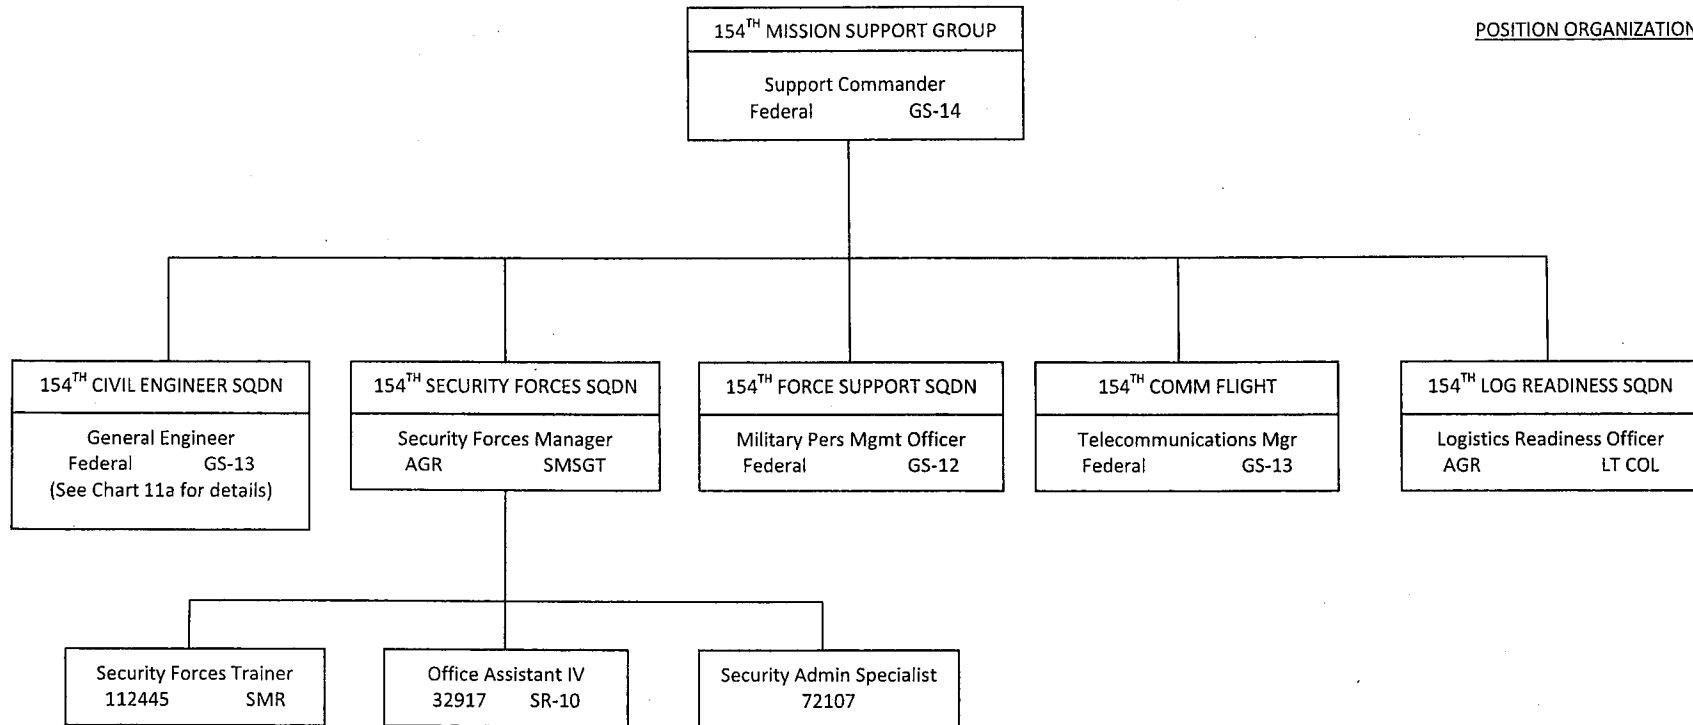 154TH MISSION SUPPORT GROUP
POSITION ORGANIZATION
Support Commander
Federal GS-14
154TH CIVIL ENGINEER SQDN
General Engineer
Federal GS-13
(See Chart 11a for details)
154TH SECURITY FORCES SQDN
Security Forces Manager
AGR SMSGT
154TH FORCE SUPPORT SQDN
Military Pers Mgmt Officer
Federal GS-12
154TH COMM FLIGHT
Telecommunications Mgr
Federal GS-13
154TH LOG READINESS SQDN
Logistics Readiness Officer
AGR LT COL
Security Forces Trainer
112445 SMR
Office Assistant IV
32917 SR-10
Security Admin Specialist
72107